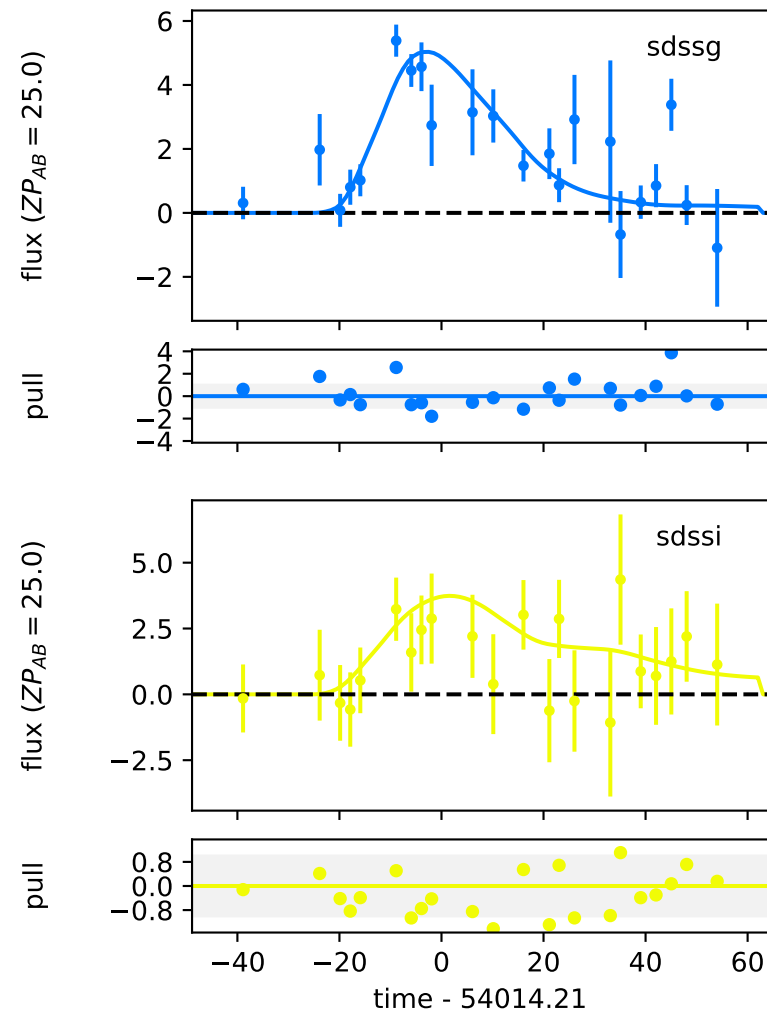 6
4
2
0
−2
flux (ZP_AB = 25.0)
sdssg
4
2
0
−2
−4
pull
5.0
2.5
0.0
−2.5
flux (ZP_AB = 25.0)
sdssi
0.8
0.0
−0.8
pull
−40 −20 0 20 40 60
time - 54014.21